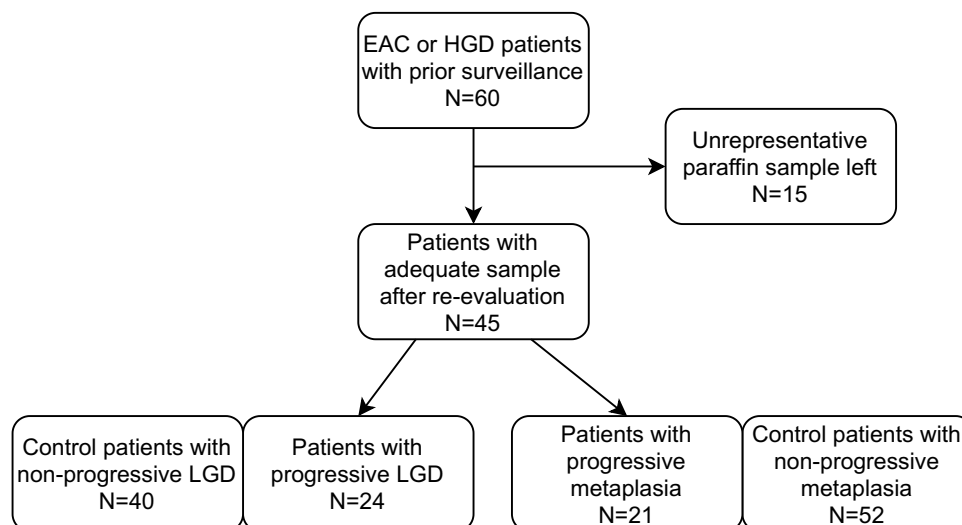 EAC or HGD patients
with prior surveillance
N=60
Unrepresentative
paraffin sample left
N=15
Patients with
adequate sample
after re-evaluation
N=45
Control patients with
non-progressive LGD
N=40
Patients with
progressive LGD
N=24
Patients with
progressive
metaplasia
N=21
Control patients with
non-progressive
metaplasia
N=52